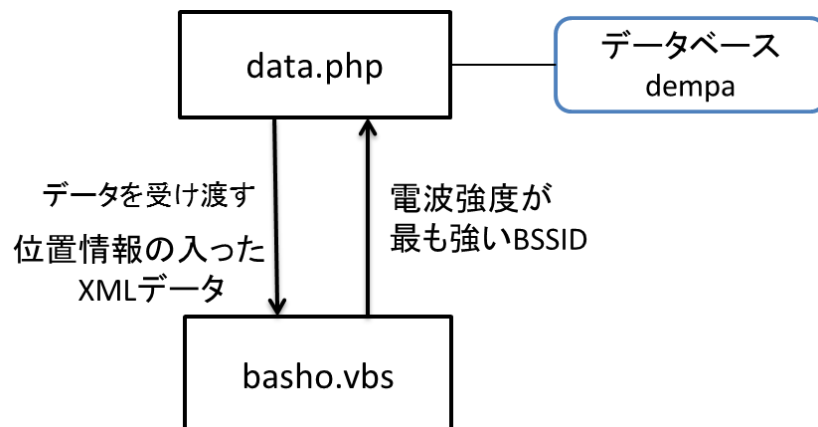 data.php
データベース
dempa
データを受け渡す
位置情報の入った
XMLデータ
電波強度が
最も強いBSSID
basho.vbs